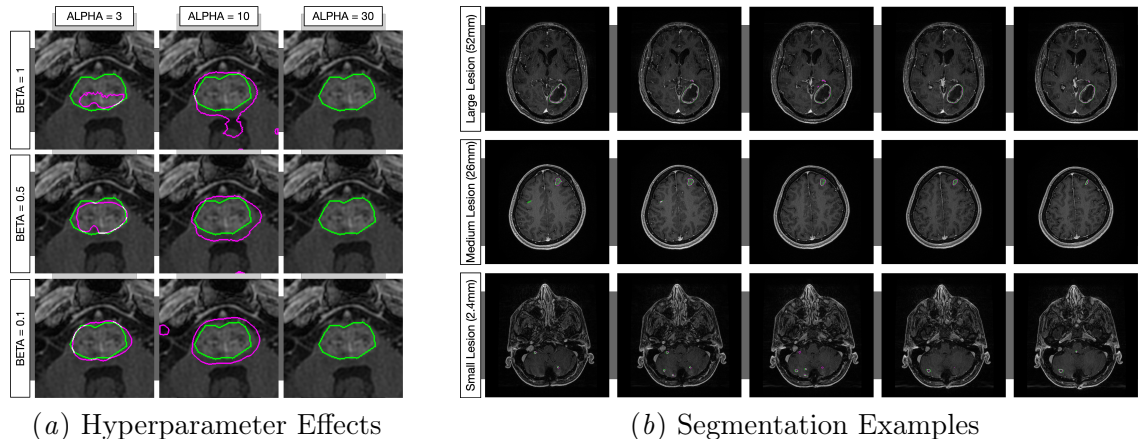 ALPHA = 3
ALPHA = 10
ALPHA = 30
BETA = 1
BETA = 0.5
BETA = 0.1
(a) Hyperparameter Effects
Large Lesion (52mm)
Medium Lesion (26mm)
Small Lesion (2.4mm)
(b) Segmentation Examples